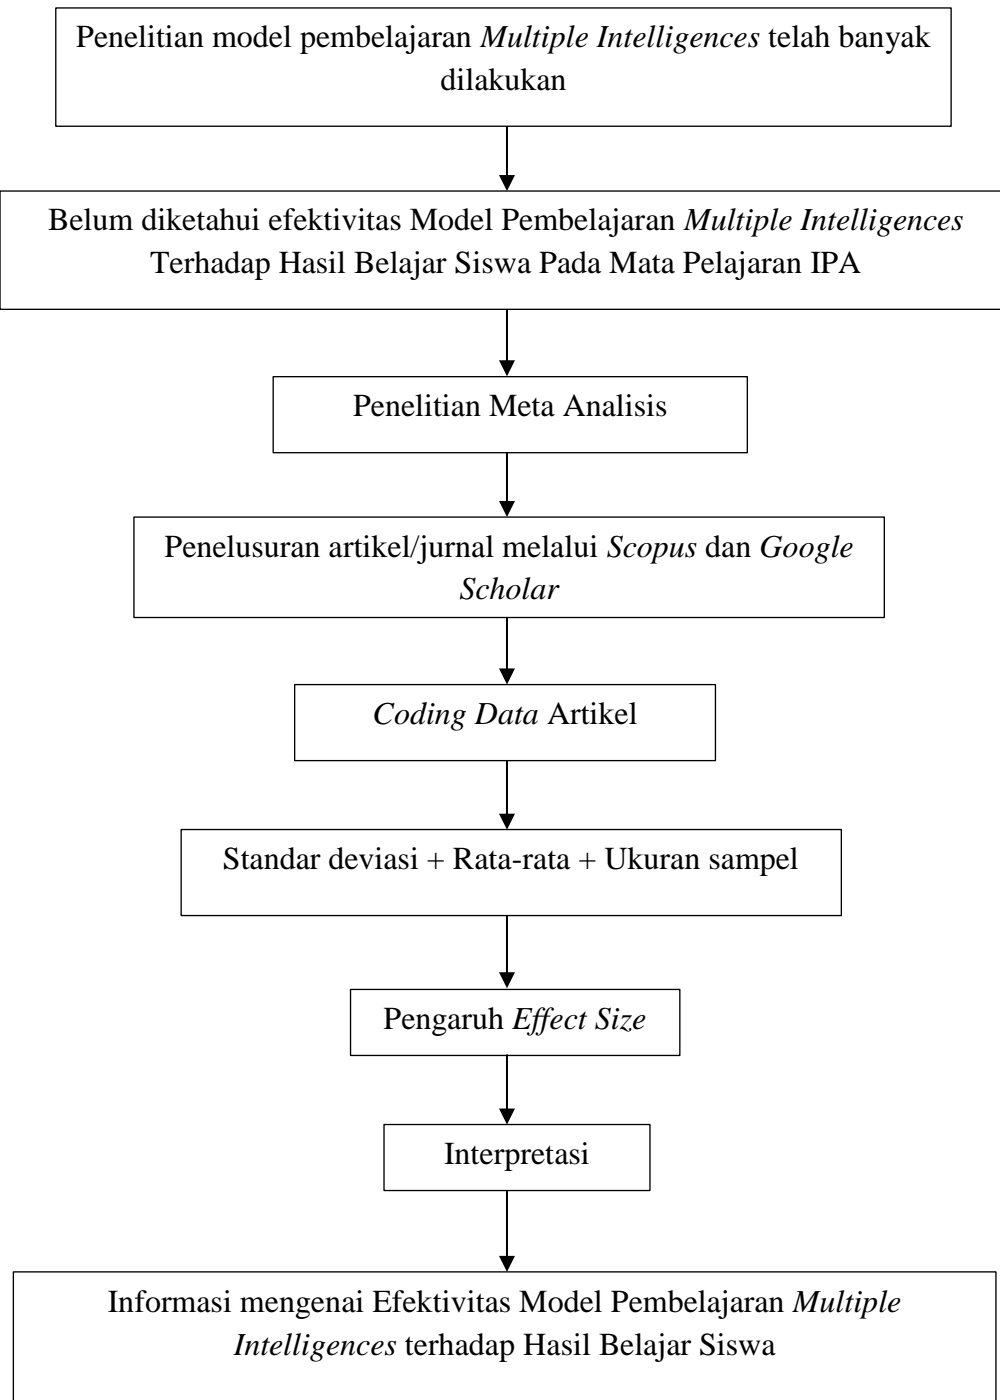 Penelitian model pembelajaran Multiple Intelligences telah banyak
dilakukan
Belum diketahui efektivitas Model Pembelajaran Multiple Intelligences
Terhadap Hasil Belajar Siswa Pada Mata Pelajaran IPA
Penelitian Meta Analisis
Penelusuran artikel/jurnal melalui Scopus dan Google
Scholar
Coding Data Artikel
Standar deviasi + Rata-rata + Ukuran sampel
Pengaruh Effect Size
Interpretasi
Informasi mengenai Efektivitas Model Pembelajaran Multiple
Intelligences terhadap Hasil Belajar Siswa